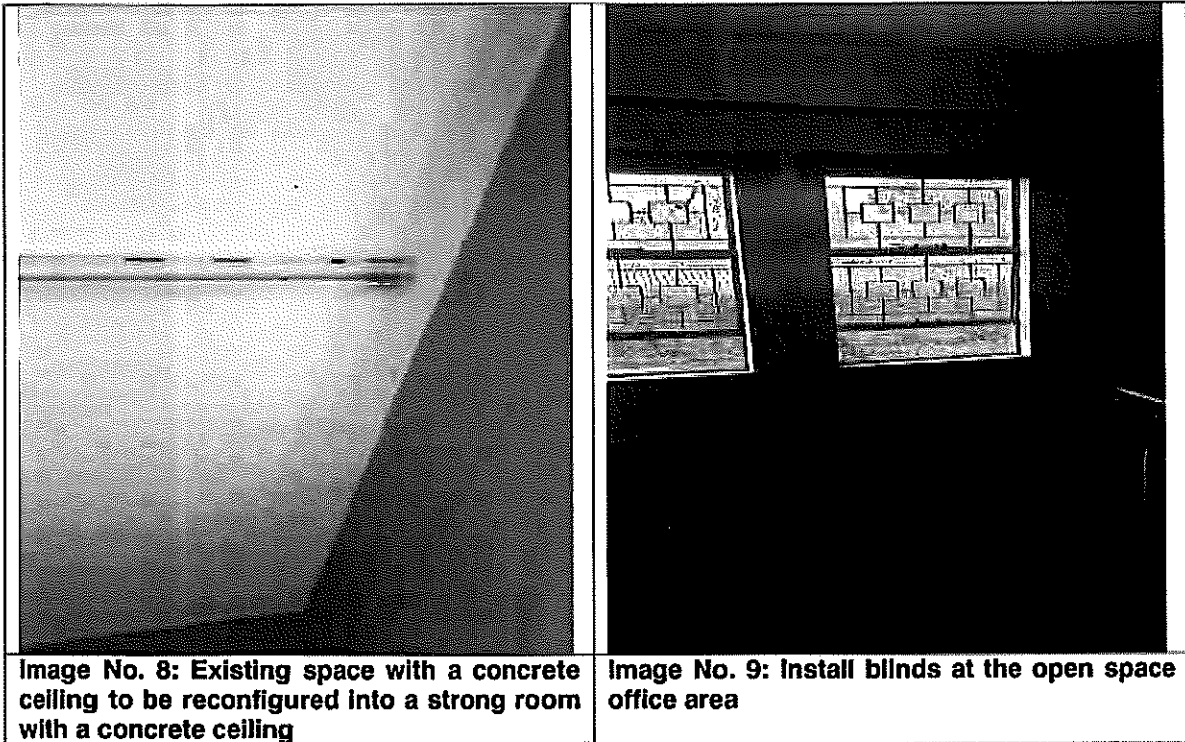 Image No. 8: Existing space with a concrete
ceiling to be reconfigured into a strong room
with a concrete ceiling
Image No. 9: Install blinds at the open space
office area